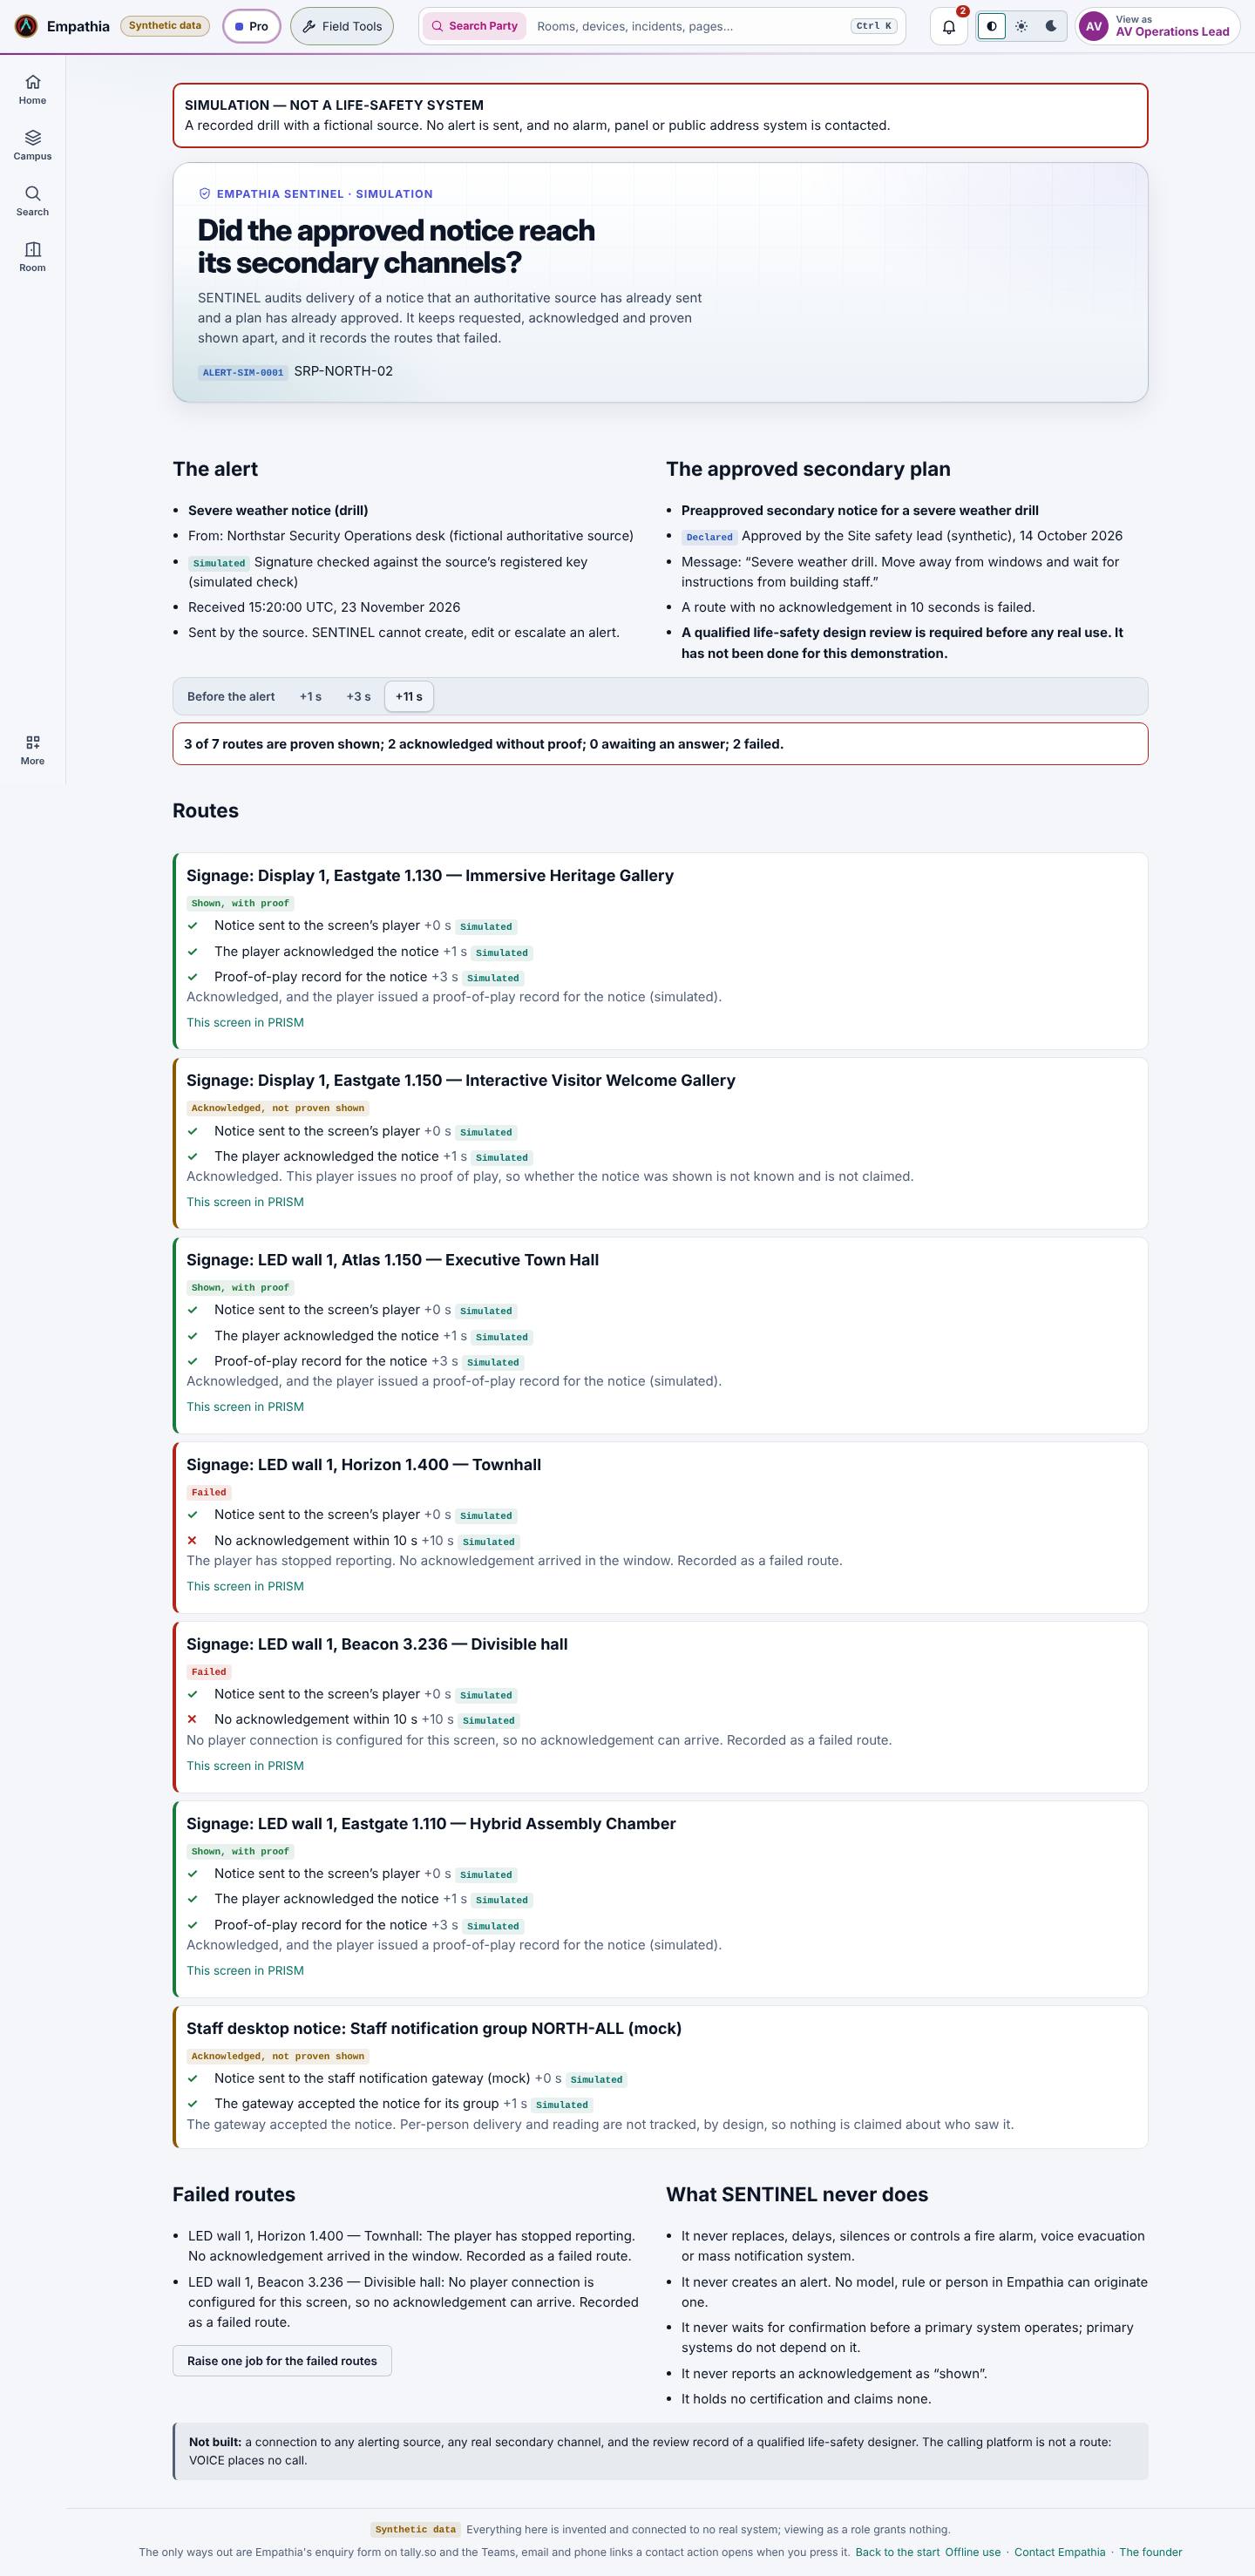 Empathia
Synthetic data
Pro
Field Tools
Search Party
Rooms, devices, incidents, pages…
Ctrl K
2
AV
View as
AV Operations Lead
Home
Campus
Search
Room
More
SIMULATION — NOT A LIFE-SAFETY SYSTEM
A recorded drill with a fictional source. No alert is sent, and no alarm, panel or public address system is contacted.
EMPATHIA SENTINEL · SIMULATION
Did the approved notice reach
its secondary channels?
SENTINEL audits delivery of a notice that an authoritative source has already sent
and a plan has already approved. It keeps requested, acknowledged and proven
shown apart, and it records the routes that failed.
ALERT-SIM-0001 SRP-NORTH-02
The alert
• Severe weather notice (drill)
• From: Northstar Security Operations desk (fictional authoritative source)
• Simulated Signature checked against the source’s registered key
(simulated check)
• Received 15:20:00 UTC, 23 November 2026
• Sent by the source. SENTINEL cannot create, edit or escalate an alert.
The approved secondary plan
• Preapproved secondary notice for a severe weather drill
• Declared Approved by the Site safety lead (synthetic), 14 October 2026
• Message: “Severe weather drill. Move away from windows and wait for
instructions from building staff.”
• A route with no acknowledgement in 10 seconds is failed.
• A qualified life-safety design review is required before any real use. It
has not been done for this demonstration.
Before the alert +1 s +3 s +11 s
3 of 7 routes are proven shown; 2 acknowledged without proof; 0 awaiting an answer; 2 failed.
Routes
Signage: Display 1, Eastgate 1.130 — Immersive Heritage Gallery
Shown, with proof
✓ Notice sent to the screen’s player +0 s Simulated
✓ The player acknowledged the notice +1 s Simulated
✓ Proof-of-play record for the notice +3 s Simulated
Acknowledged, and the player issued a proof-of-play record for the notice (simulated).
This screen in PRISM
Signage: Display 1, Eastgate 1.150 — Interactive Visitor Welcome Gallery
Acknowledged, not proven shown
✓ Notice sent to the screen’s player +0 s Simulated
✓ The player acknowledged the notice +1 s Simulated
Acknowledged. This player issues no proof of play, so whether the notice was shown is not known and is not claimed.
This screen in PRISM
Signage: LED wall 1, Atlas 1.150 — Executive Town Hall
Shown, with proof
✓ Notice sent to the screen’s player +0 s Simulated
✓ The player acknowledged the notice +1 s Simulated
✓ Proof-of-play record for the notice +3 s Simulated
Acknowledged, and the player issued a proof-of-play record for the notice (simulated).
This screen in PRISM
Signage: LED wall 1, Horizon 1.400 — Townhall
Failed
✓ Notice sent to the screen’s player +0 s Simulated
✕ No acknowledgement within 10 s +10 s Simulated
The player has stopped reporting. No acknowledgement arrived in the window. Recorded as a failed route.
This screen in PRISM
Signage: LED wall 1, Beacon 3.236 — Divisible hall
Failed
✓ Notice sent to the screen’s player +0 s Simulated
✕ No acknowledgement within 10 s +10 s Simulated
No player connection is configured for this screen, so no acknowledgement can arrive. Recorded as a failed route.
This screen in PRISM
Signage: LED wall 1, Eastgate 1.110 — Hybrid Assembly Chamber
Shown, with proof
✓ Notice sent to the screen’s player +0 s Simulated
✓ The player acknowledged the notice +1 s Simulated
✓ Proof-of-play record for the notice +3 s Simulated
Acknowledged, and the player issued a proof-of-play record for the notice (simulated).
This screen in PRISM
Staff desktop notice: Staff notification group NORTH-ALL (mock)
Acknowledged, not proven shown
✓ Notice sent to the staff notification gateway (mock) +0 s Simulated
✓ The gateway accepted the notice for its group +1 s Simulated
The gateway accepted the notice. Per-person delivery and reading are not tracked, by design, so nothing is claimed about who saw it.
Failed routes
• LED wall 1, Horizon 1.400 — Townhall: The player has stopped reporting.
No acknowledgement arrived in the window. Recorded as a failed route.
• LED wall 1, Beacon 3.236 — Divisible hall: No player connection is
configured for this screen, so no acknowledgement can arrive. Recorded
as a failed route.
Raise one job for the failed routes
What SENTINEL never does
• It never replaces, delays, silences or controls a fire alarm, voice evacuation
or mass notification system.
• It never creates an alert. No model, rule or person in Empathia can originate
one.
• It never waits for confirmation before a primary system operates; primary
systems do not depend on it.
• It never reports an acknowledgement as “shown”.
• It holds no certification and claims none.
Not built: a connection to any alerting source, any real secondary channel, and the review record of a qualified life-safety designer. The calling platform is not a route:
VOICE places no call.
Synthetic data Everything here is invented and connected to no real system; viewing as a role grants nothing.
The only ways out are Empathia's enquiry form on tally.so and the Teams, email and phone links a contact action opens when you press it. Back to the start Offline use · Contact Empathia · The founder